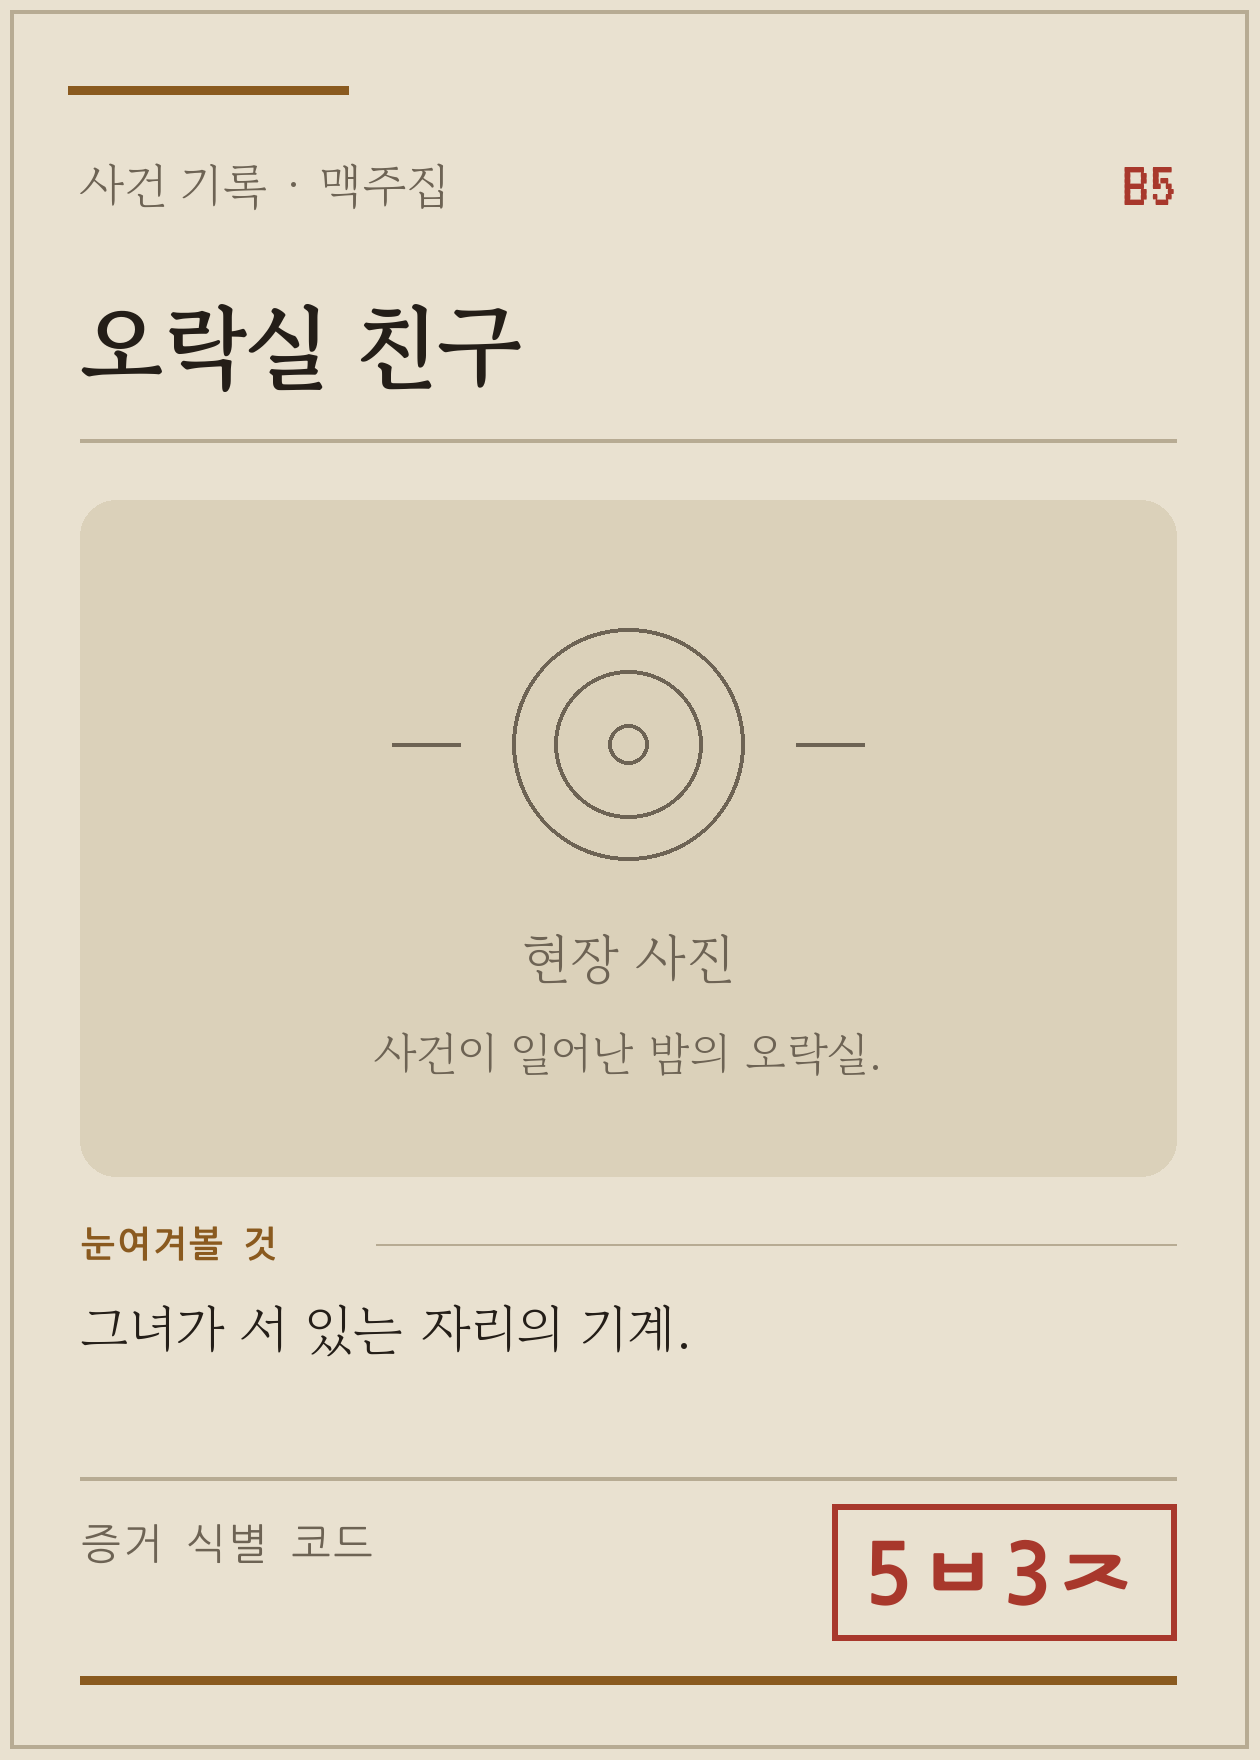 사건 기록 · 맥주집
B5
오락실 친구
현장 사진
사건이 일어난 밤의 오락실.
눈여겨볼 것
그녀가 서 있는 자리의 기계.
증거 식별 코드
5ㅂ3ㅈ